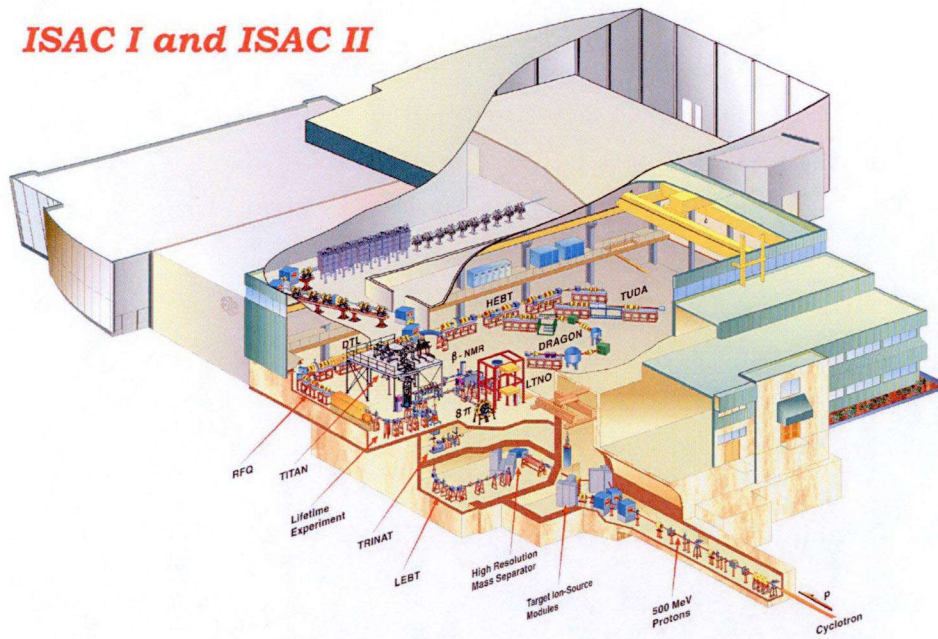 ISAC I and ISAC II
HEBT
TUDA
DTL
β-NMR
DRAGON
LTNO
8π
RFQ
TITAN
Lifetime
Experiment
TRINAT
LEBT
High Resolution
Mass Separator
Target Ion-Source
Modules
500 MeV
Protons
P
Cyclotron